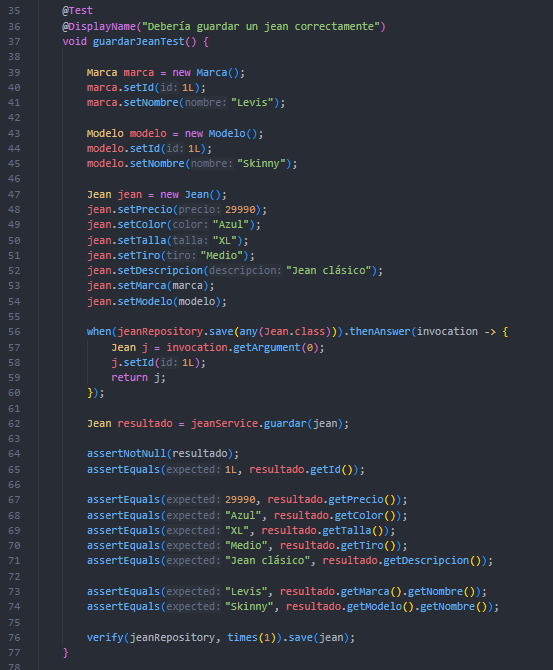 35 @Test
36 @DisplayName("Debería guardar un jean correctamente")
37 void guardarJeanTest() {
38
39 Marca marca = new Marca();
40 marca.setId(id: 1L);
41 marca.setNombre(nombre: "Levis");
42
43 Modelo modelo = new Modelo();
44 modelo.setId(id: 1L);
45 modelo.setNombre(nombre: "Skinny");
46
47 Jean jean = new Jean();
48 jean.setPrecio(precio: 29990);
49 jean.setColor(color: "Azul");
50 jean.setTalla(talla: "XL");
51 jean.setTiro(tiro: "Medio");
52 jean.setDescripcion(descripcion: "Jean clásico");
53 jean.setMarca(marca);
54 jean.setModelo(modelo);
55
56 when(jeanRepository.save(any(Jean.class))).thenAnswer(invocation -> {
57 Jean j = invocation.getArgument(0);
58 j.setId(id: 1L);
59 return j;
60 });
61
62 Jean resultado = jeanService.guardar(jean);
63
64 assertNotNull(resultado);
65 assertEquals(expected: 1L, resultado.getId());
66
67 assertEquals(expected: 29990, resultado.getPrecio());
68 assertEquals(expected: "Azul", resultado.getColor());
69 assertEquals(expected: "XL", resultado.getTalla());
70 assertEquals(expected: "Medio", resultado.getTiro());
71 assertEquals(expected: "Jean clásico", resultado.getDescripcion());
72
73 assertEquals(expected: "Levis", resultado.getMarca().getNombre());
74 assertEquals(expected: "Skinny", resultado.getModelo().getNombre());
75
76 verify(jeanRepository, times(1)).save(jean);
77 }
78